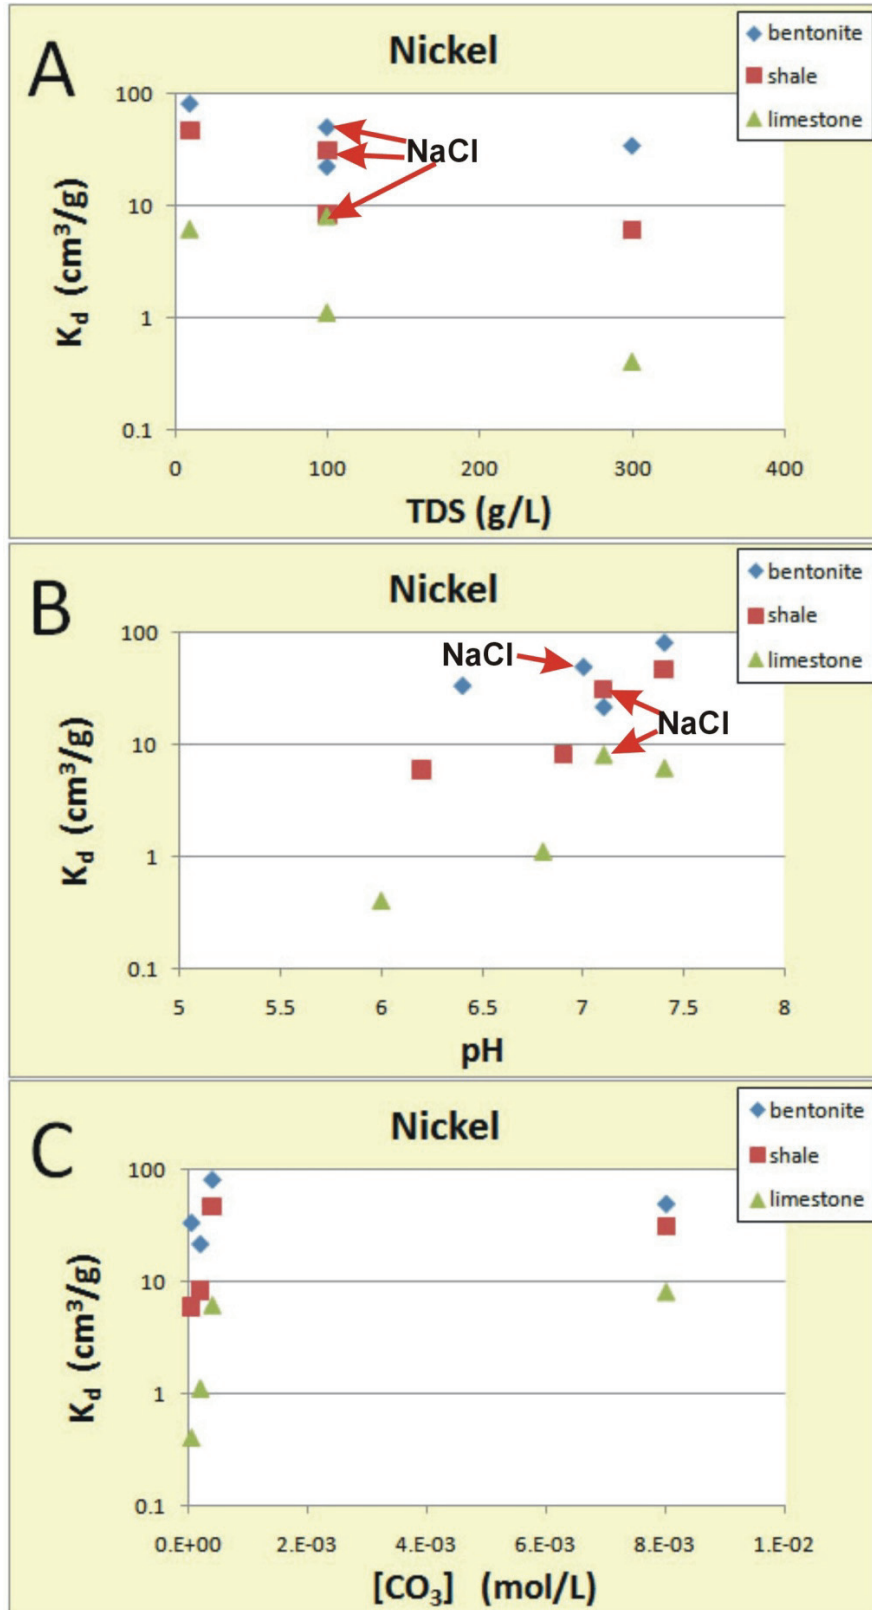 A
Nickel
bentonite
shale
limestone
100
10
1
0.1
NaCl
K_d (cm³/g)
0
100
200
300
400
TDS (g/L)
B
Nickel
bentonite
shale
limestone
100
10
1
0.1
NaCl
NaCl
K_d (cm³/g)
5
5.5
6
6.5
7
7.5
8
pH
C
Nickel
bentonite
shale
limestone
100
10
1
0.1
K_d (cm³/g)
0.E+00
2.E-03
4.E-03
6.E-03
8.E-03
1.E-02
[CO₃] (mol/L)